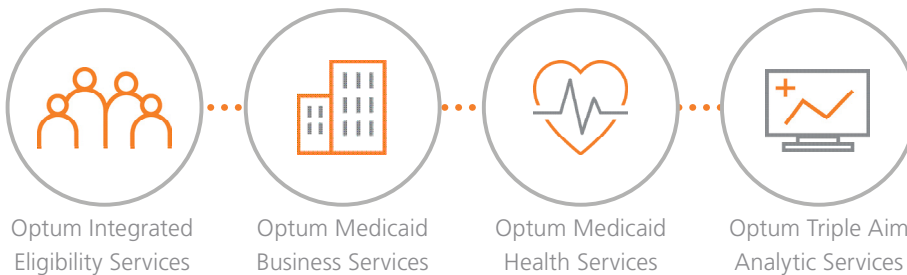 Optum Integrated
Eligibility Services
Optum Medicaid
Business Services
Optum Medicaid
Health Services
Optum Triple Aim
Analytic Services